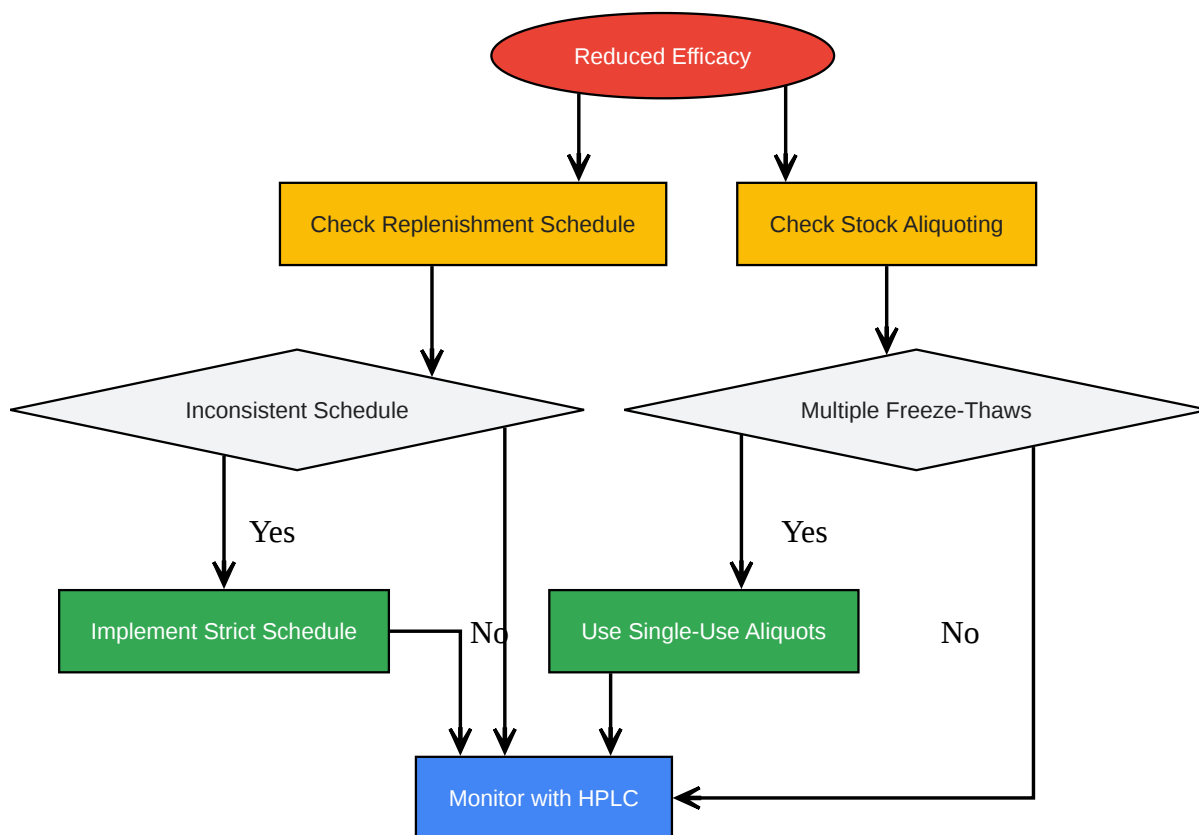 Reduced Efficacy
Check Replenishment Schedule
Check Stock Aliquoting
Inconsistent Schedule
Multiple Freeze-Thaws
Yes
Yes
Implement Strict Schedule
No
Use Single-Use Aliquots
No
Monitor with HPLC